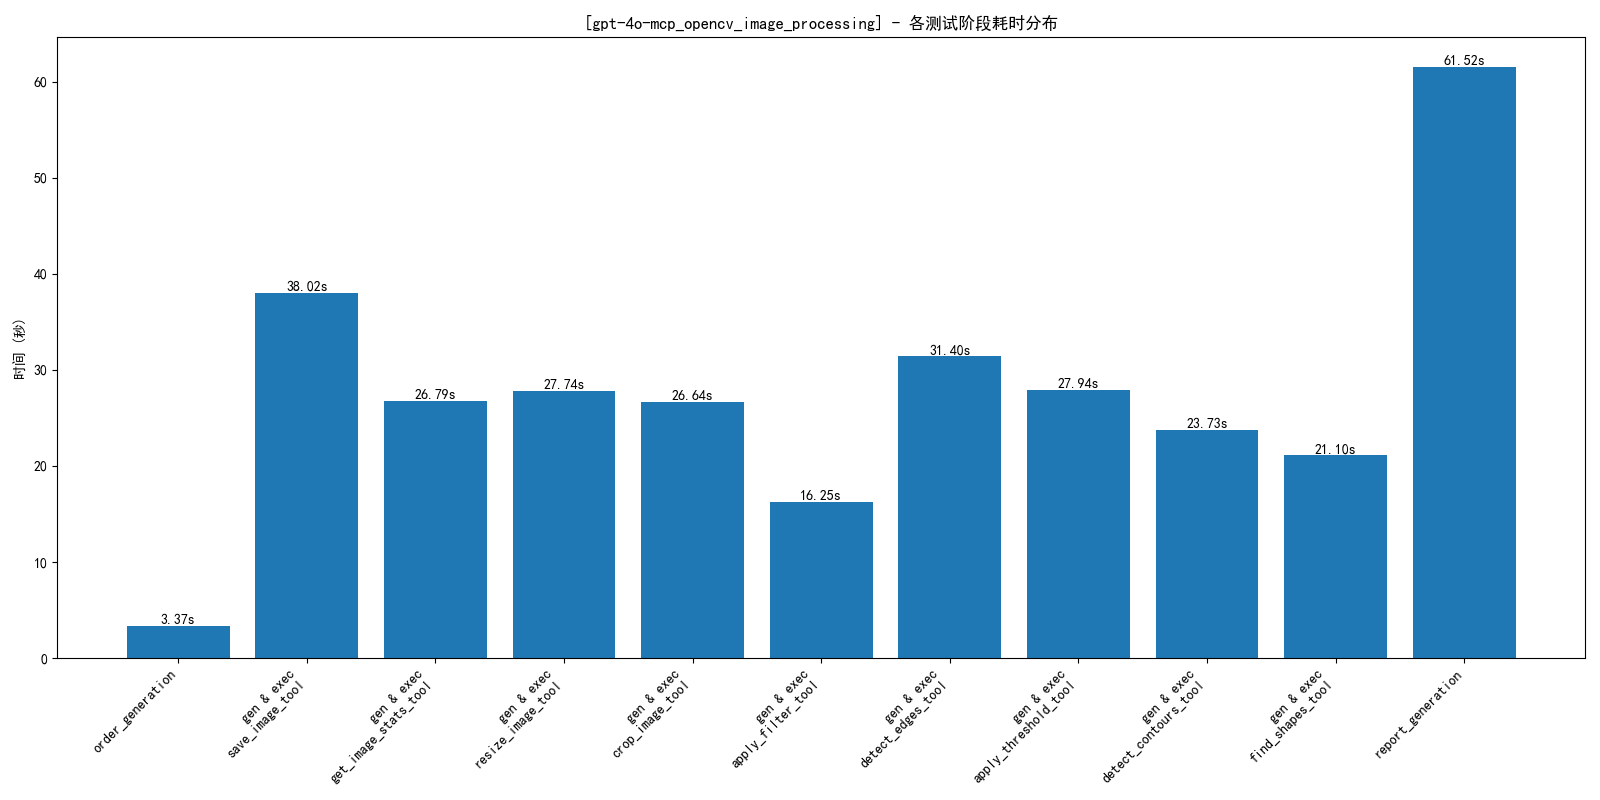 [gpt-4o-mcp_opencv_image_processing] - 各测试阶段耗时分布
时间 (秒)
60
50
40
30
20
10
0
3.37s
38.02s
26.79s
27.74s
26.64s
16.25s
31.40s
27.94s
23.73s
21.10s
61.52s
order_generation
gen & exec
save_image_tool
gen & exec
get_image_stats_tool
gen & exec
resize_image_tool
gen & exec
crop_image_tool
gen & exec
apply_filter_tool
gen & exec
detect_edges_tool
gen & exec
apply_threshold_tool
gen & exec
detect_contours_tool
gen & exec
find_shapes_tool
report_generation